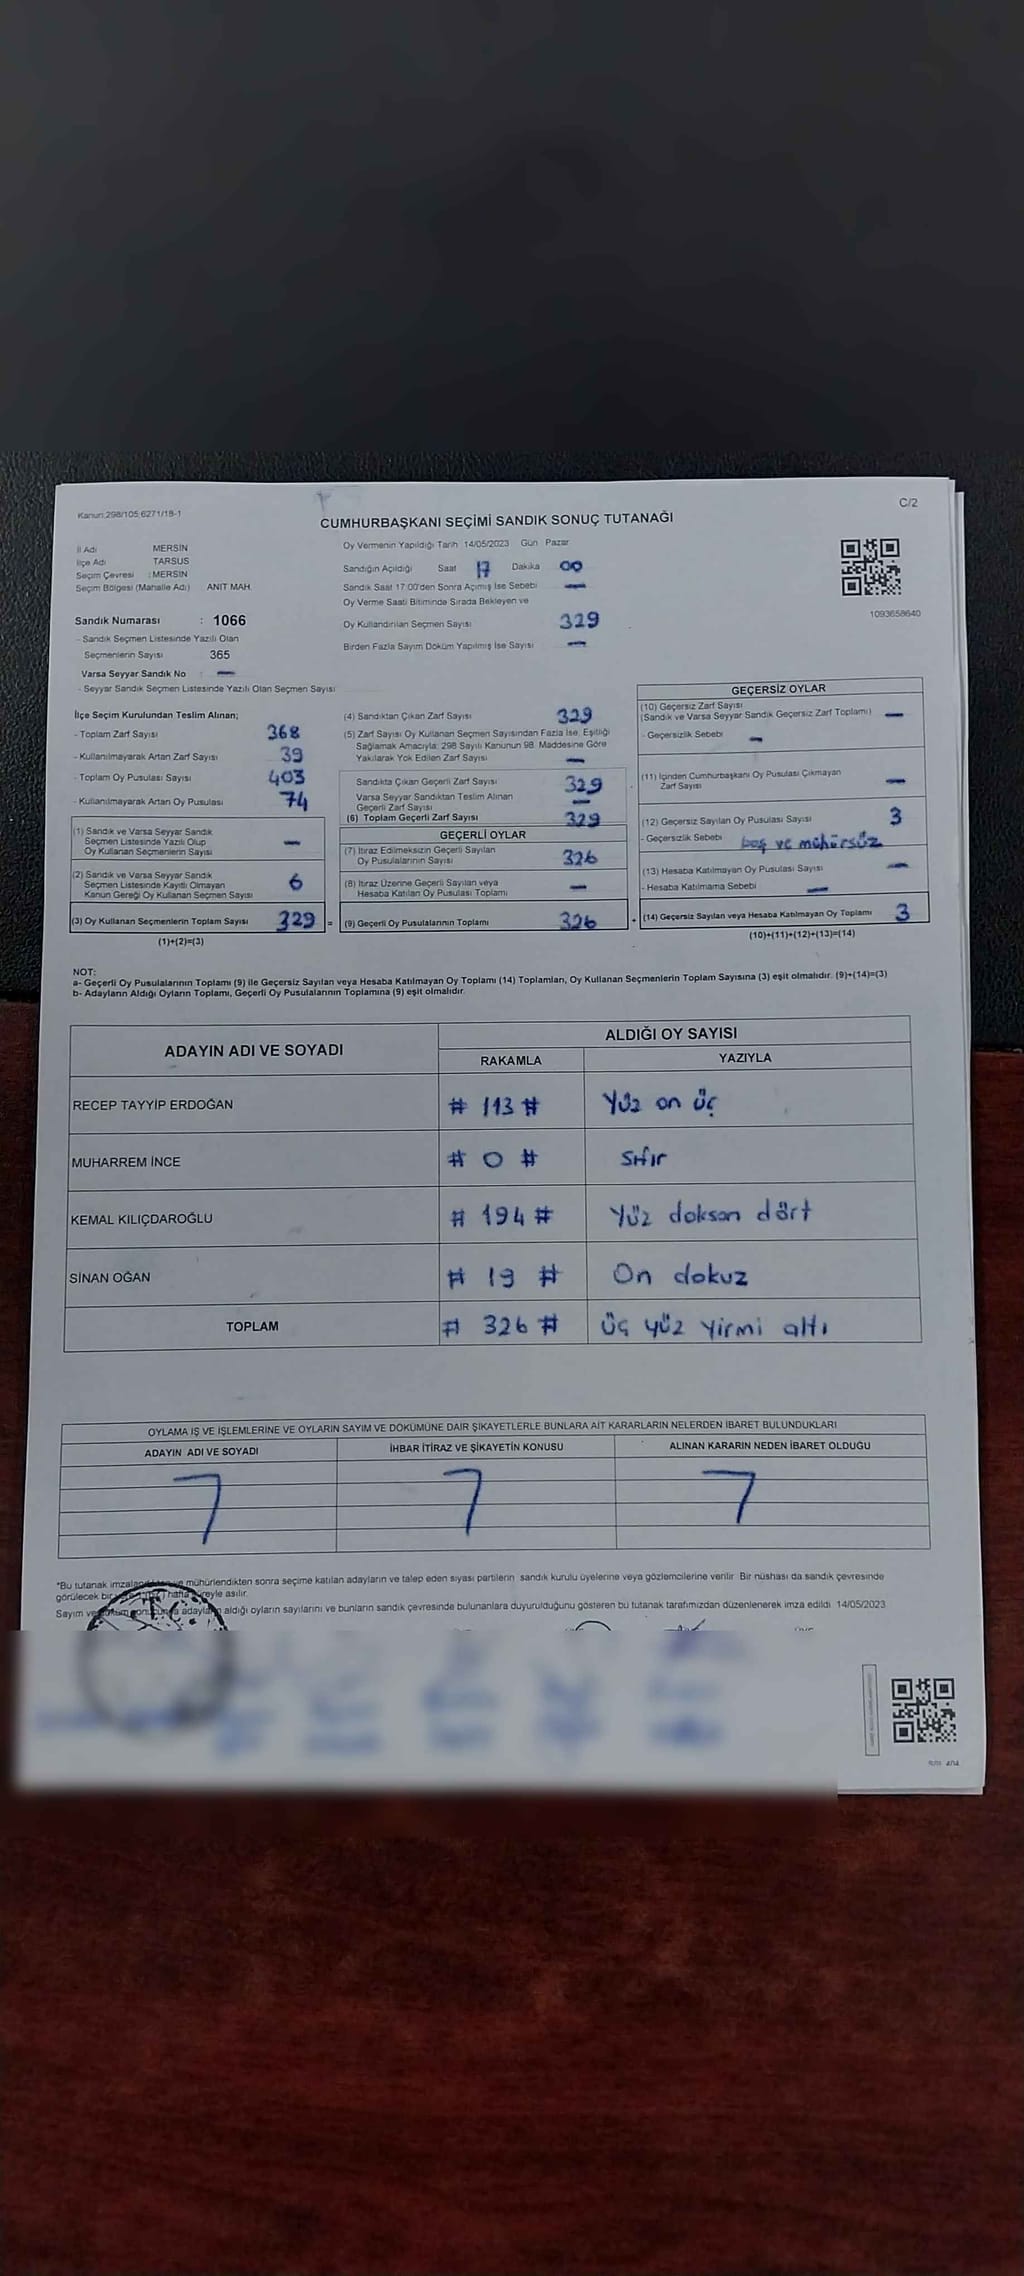 Kanun:298/105;6271/18-1
C/2
CUMHURBAŞKANI SEÇİMİ SANDIK SONUÇ TUTANAĞI
İl Adı MERSİN
İlçe Adı TARSUS
Seçim Çevresi : MERSİN
Seçim Bölgesi (Mahalle Adı) ANIT MAH.
Sandık Numarası : 1066
- Sandık Seçmen Listesinde Yazılı Olan
Seçmenlerin Sayısı 365
Varsa Seyyar Sandık No : —
- Seyyar Sandık Seçmen Listesinde Yazılı Olan Seçmen Sayısı
Oy Vermenin Yapıldığı Tarih 14/05/2023 Gün Pazar
Sandığın Açıldığı Saat 17 Dakika 00
Sandık Saat 17:00'den Sonra Açımış İse Sebebi —
Oy Verme Saati Bitiminde Sırada Bekleyen ve
Oy Kullandırılan Seçmen Sayısı 329
Birden Fazla Sayım Döküm Yapılmış İse Sayısı —
1093658640
İlçe Seçim Kurulundan Teslim Alınan;
- Toplam Zarf Sayısı 368
- Kullanılmayarak Artan Zarf Sayısı 39
- Toplam Oy Pusulası Sayısı 403
- Kullanılmayarak Artan Oy Pusulası 74
(1) Sandık ve Varsa Seyyar Sandık
Seçmen Listesinde Yazılı Olup
Oy Kullanan Seçmenlerin Sayısı —
(2) Sandık ve Varsa Seyyar Sandık
Seçmen Listesinde Kayıtlı Olmayan
Kanun Gereği Oy Kullanan Seçmen Sayısı 6
(3) Oy Kullanan Seçmenlerin Toplam Sayısı 329 =
(1)+(2)=(3)
(4) Sandıktan Çıkan Zarf Sayısı 329
(5) Zarf Sayısı Oy Kullanan Seçmen Sayısından Fazla İse, Eşitliği
Sağlamak Amacıyla; 298 Sayılı Kanunun 98. Maddesine Göre
Yakılarak Yok Edilen Zarf Sayısı —
Sandıkta Çıkan Geçerli Zarf Sayısı 329
Varsa Seyyar Sandıktan Teslim Alınan
Geçerli Zarf Sayısı —
(6) Toplam Geçerli Zarf Sayısı 329
GEÇERLİ OYLAR
(7) İtiraz Edilmeksizin Geçerli Sayılan
Oy Pusulalarının Sayısı 326
(8) İtiraz Üzerine Geçerli Sayılan veya
Hesaba Katılan Oy Pusulası Toplamı —
(9) Geçerli Oy Pusulalarının Toplamı 326 +
GEÇERSİZ OYLAR
(10) Geçersiz Zarf Sayısı
(Sandık ve Varsa Seyyar Sandık Geçersiz Zarf Toplamı) —
- Geçersizlik Sebebi —
(11) İçinden Cumhurbaşkanı Oy Pusulası Çıkmayan
Zarf Sayısı —
(12) Geçersiz Sayılan Oy Pusulası Sayısı 3
- Geçersizlik Sebebi boş ve mühürsüz
(13) Hesaba Katılmayan Oy Pusulası Sayısı —
- Hesaba Katılmama Sebebi —
(14) Geçersiz Sayılan veya Hesaba Katılmayan Oy Toplamı 3
(10)+(11)+(12)+(13)=(14)
NOT:
a- Geçerli Oy Pusulalarının Toplamı (9) ile Geçersiz Sayılan veya Hesaba Katılmayan Oy Toplamı (14) Toplamları, Oy Kullanan Seçmenlerin Toplam Sayısına (3) eşit olmalıdır. (9)+(14)=(3)
b- Adayların Aldığı Oyların Toplamı, Geçerli Oy Pusulalarının Toplamına (9) eşit olmalıdır.
ADAYIN ADI VE SOYADI
ALDIĞI OY SAYISI
RAKAMLA YAZIYLA
RECEP TAYYİP ERDOĞAN # 113 # Yüz on üç
MUHARREM İNCE # 0 # Sıfır
KEMAL KILIÇDAROĞLU # 194 # Yüz doksan dört
SİNAN OĞAN # 19 # On dokuz
TOPLAM # 326 # üç yüz yirmi altı
OYLAMA İŞ VE İŞLEMLERİNE VE OYLARIN SAYIM VE DÖKÜMÜNE DAİR ŞİKAYETLERLE BUNLARA AİT KARARLARIN NELERDEN İBARET BULUNDUKLARI
ADAYIN ADI VE SOYADI İHBAR İTİRAZ VE ŞİKAYETİN KONUSU ALINAN KARARIN NEDEN İBARET OLDUĞU
*Bu tutanak mühürlendikten sonra seçime katılan adayların ve talep eden siyasi partilerin sandık kurulu üyelerine veya gözlemcilerine verilir. Bir nüshası da sandık çevresinde
görülecek bir hafta süreyle asılır.
Sayım adayların aldığı oyların sayılarını ve bunların sandık çevresinde bulunanlara duyurulduğunu gösteren bu tutanak tarafımızdan düzenlenerek imza edildi. 14/05/2023